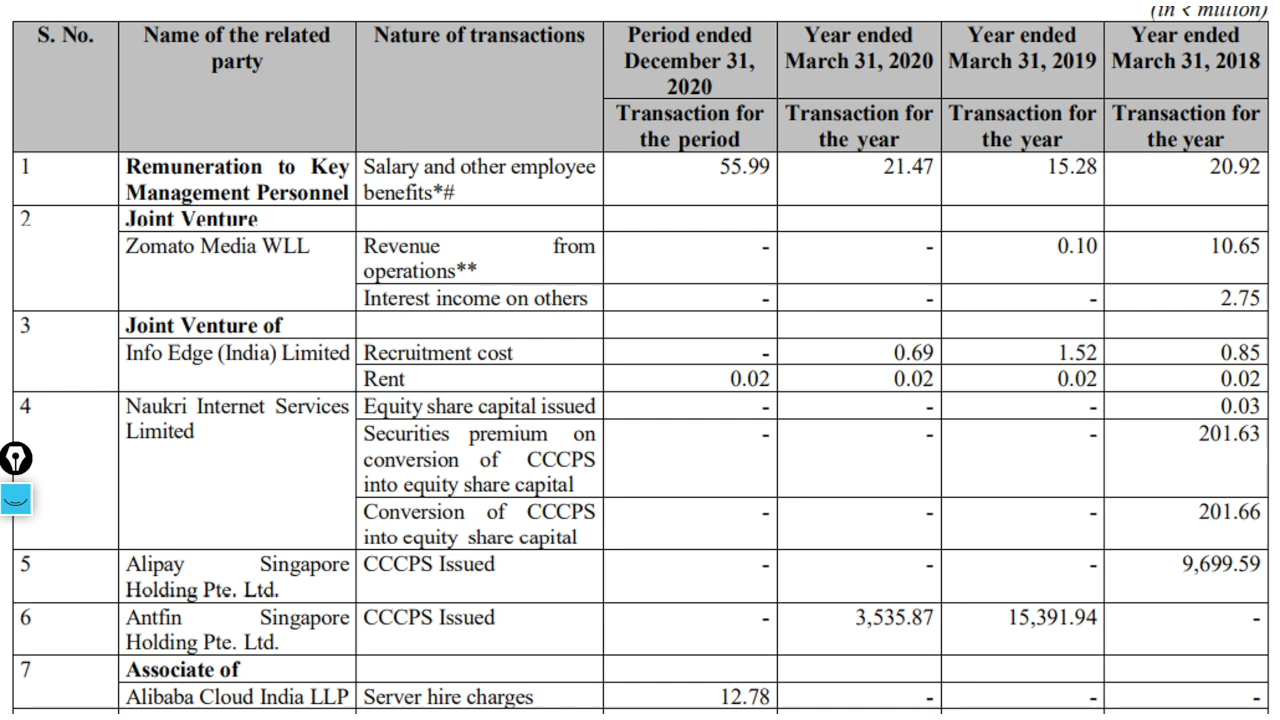 (in ₹ million)
S. No. Name of the related party Nature of transactions Period ended December 31, 2020 Year ended March 31, 2020 Year ended March 31, 2019 Year ended March 31, 2018
Transaction for the period Transaction for the year Transaction for the year Transaction for the year
1 Remuneration to Key Management Personnel Salary and other employee benefits*# 55.99 21.47 15.28 20.92
2 Joint Venture
Zomato Media WLL Revenue from operations** - - 0.10 10.65
Interest income on others - - - 2.75
3 Joint Venture of
Info Edge (India) Limited Recruitment cost - 0.69 1.52 0.85
Rent 0.02 0.02 0.02 0.02
4 Naukri Internet Services Limited Equity share capital issued - - - 0.03
Securities premium on conversion of CCCPS into equity share capital - - - 201.63
Conversion of CCCPS into equity share capital - - - 201.66
5 Alipay Singapore Holding Pte. Ltd. CCCPS Issued - - - 9,699.59
6 Antfin Singapore Holding Pte. Ltd. CCCPS Issued - 3,535.87 15,391.94 -
7 Associate of
Alibaba Cloud India LLP Server hire charges 12.78 - - -